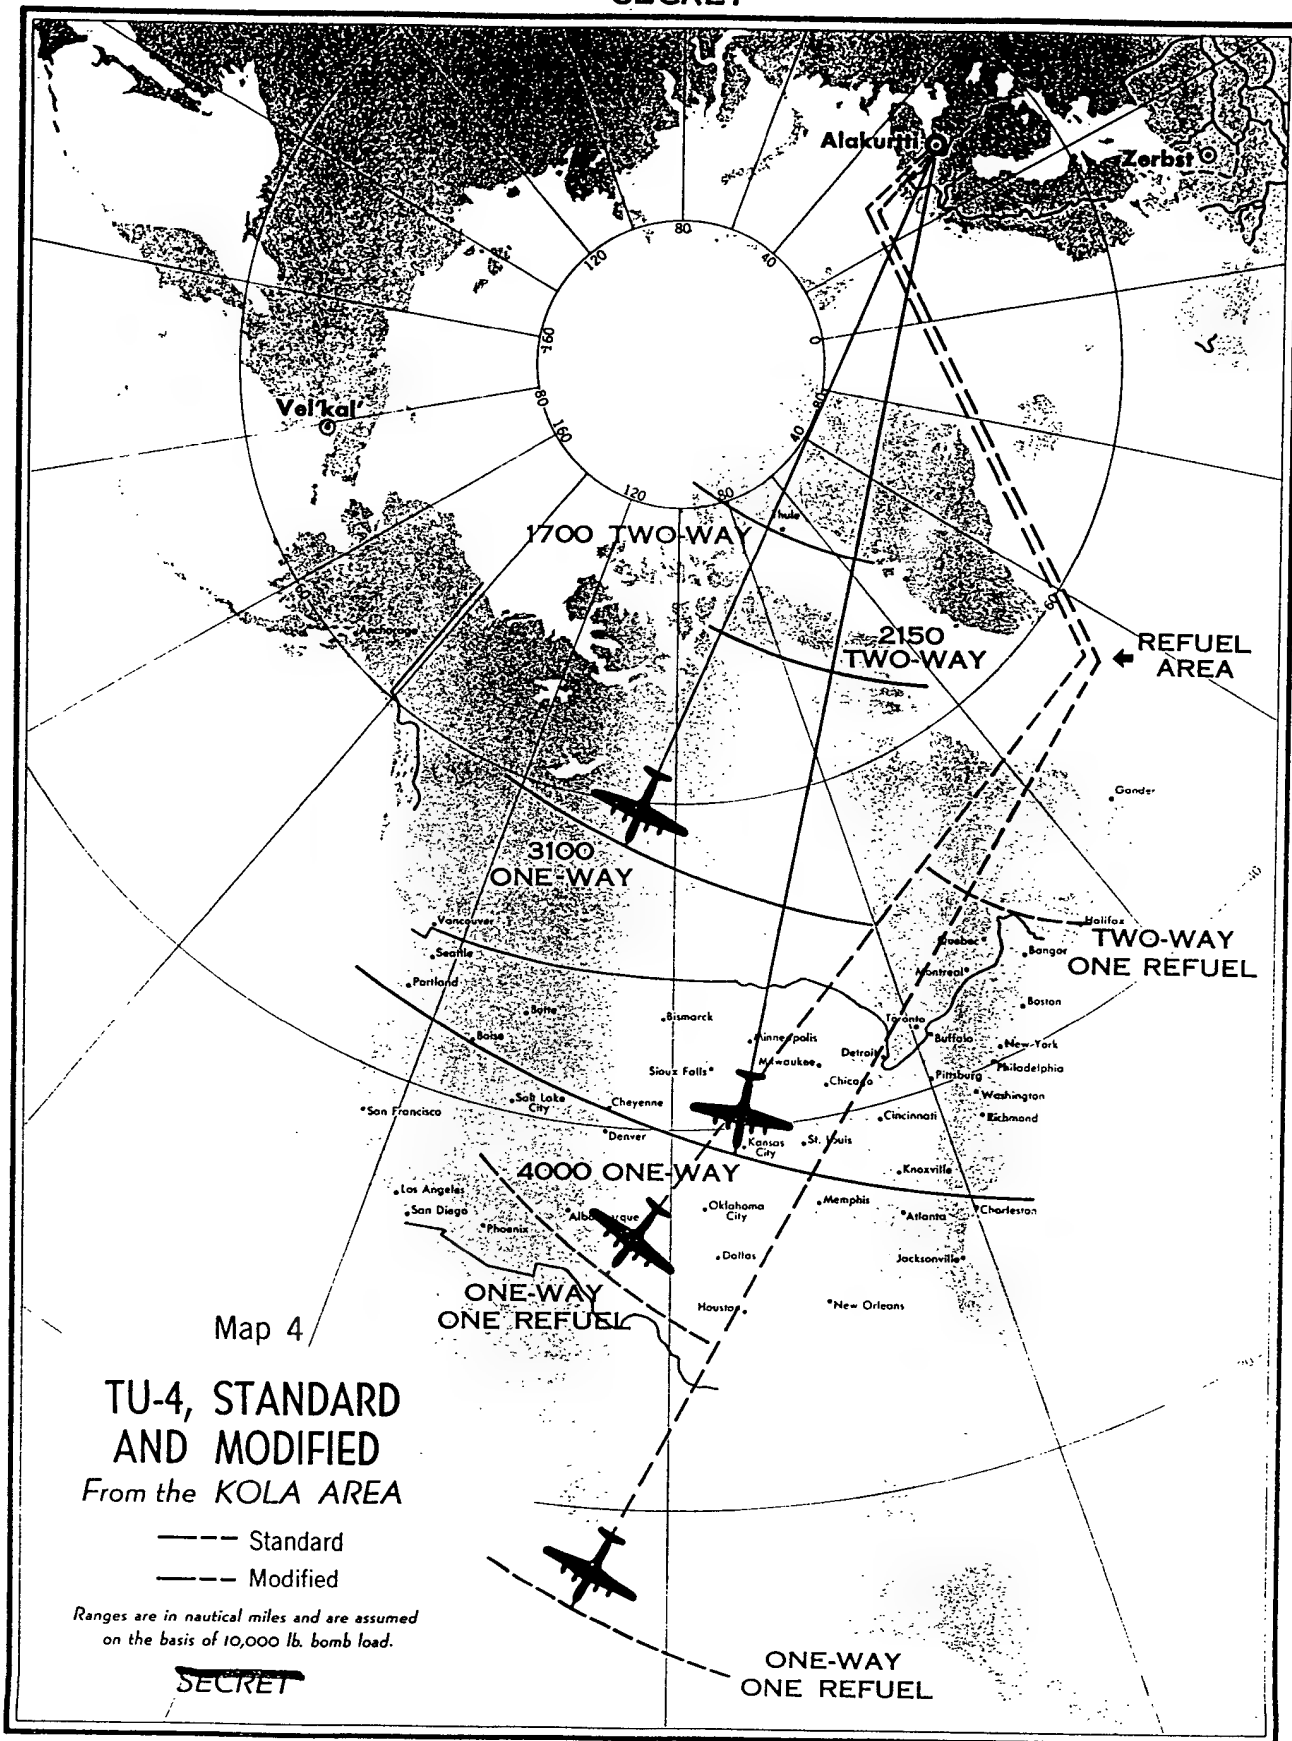 SECRET
Alakurtti
Zerbst
80
120
40
160
0
Vel'kal'
80
160
80
40
120
80
Thule
1700 TWO-WAY
60
Anchorage
2150
TWO-WAY
REFUEL
AREA
Gander
3100
ONE-WAY
40
Vancouver
Halifax
Seattle
Quebec
TWO-WAY
ONE REFUEL
Bangor
Portland
Montreal
Boston
Butte
Bismarck
Toronto
Boise
Minneapolis
Buffalo
New York
Detroit
Sioux Falls
Milwaukee
Philadelphia
Chicago
Pittsburg
Washington
Salt Lake
City
Cheyenne
San Francisco
Cincinnati
Richmond
Denver
Kansas
City
St. Louis
4000 ONE-WAY
Knoxville
Los Angeles
San Diego
Oklahoma
City
Memphis
Phoenix
Albuquerque
Atlanta
Charleston
Dallas
Jacksonville
ONE-WAY
ONE REFUEL
Houston
New Orleans
Map 4
TU-4, STANDARD
AND MODIFIED
From the KOLA AREA
Standard
Modified
Ranges are in nautical miles and are assumed
on the basis of 10,000 lb. bomb load.
SECRET
ONE-WAY
ONE REFUEL